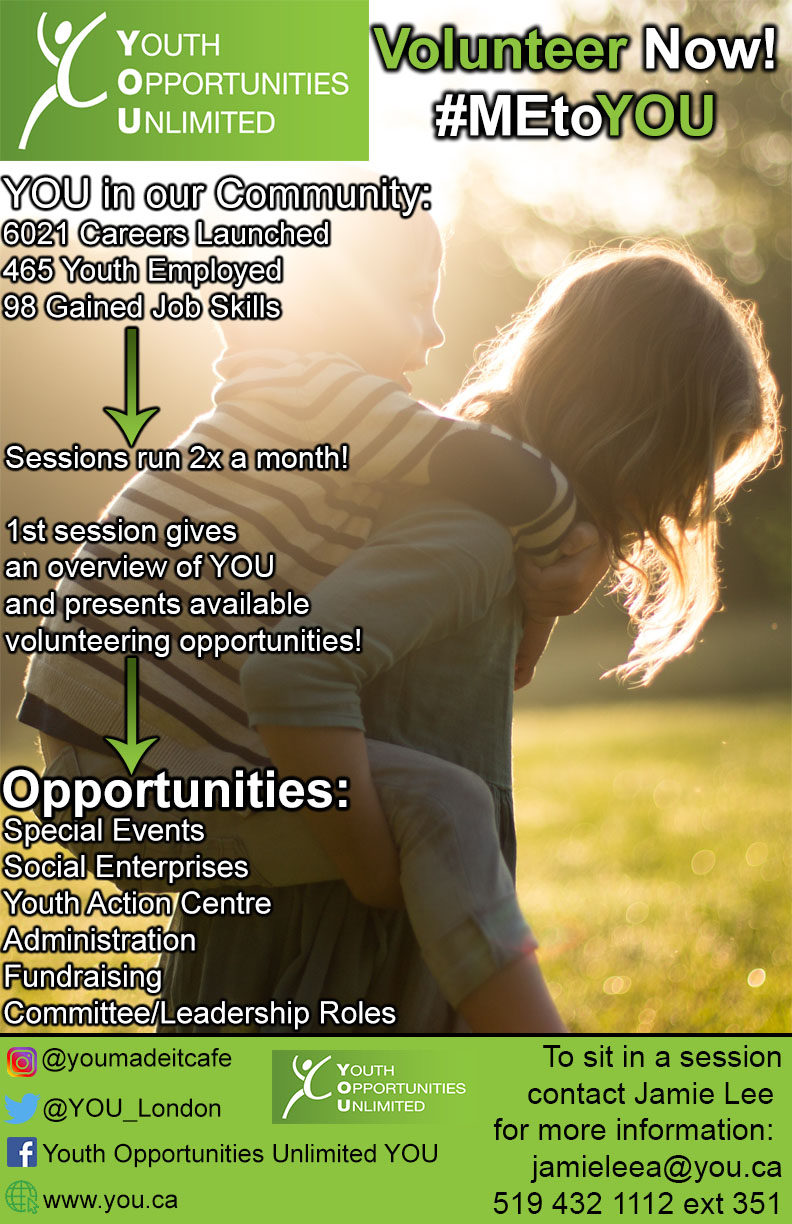 YOUTH
OPPORTUNITIES
UNLIMITED
Volunteer Now!
#MEtoYOU
YOU in our Community:
6021 Careers Launched
465 Youth Employed
98 Gained Job Skills
Sessions run 2x a month!
1st session gives
an overview of YOU
and presents available
volunteering opportunities!
Opportunities:
Special Events
Social Enterprises
Youth Action Centre
Administration
Fundraising
Committee/Leadership Roles
@youmadeitcafe
@YOU_London
Youth Opportunities Unlimited YOU
www.you.ca
YOUTH
OPPORTUNITIES
UNLIMITED
To sit in a session
contact Jamie Lee
for more information:
jamieleea@you.ca
519 432 1112 ext 351